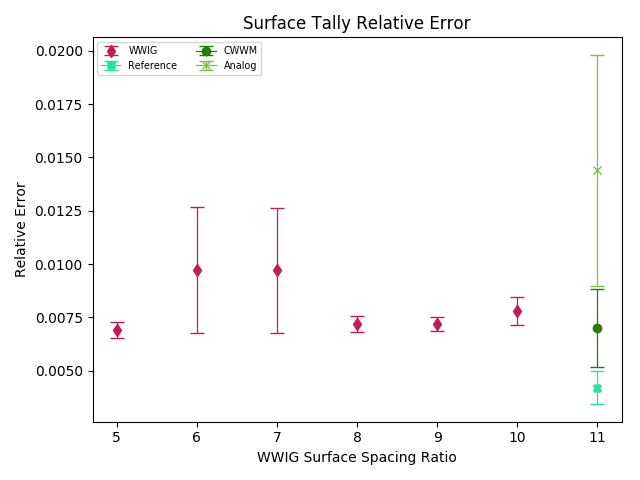 Surface Tally Relative Error
WWIG
CWWM
Reference
Analog
Relative Error
0.0200
0.0175
0.0150
0.0125
0.0100
0.0075
0.0050
5 6 7 8 9 10 11
WWIG Surface Spacing Ratio